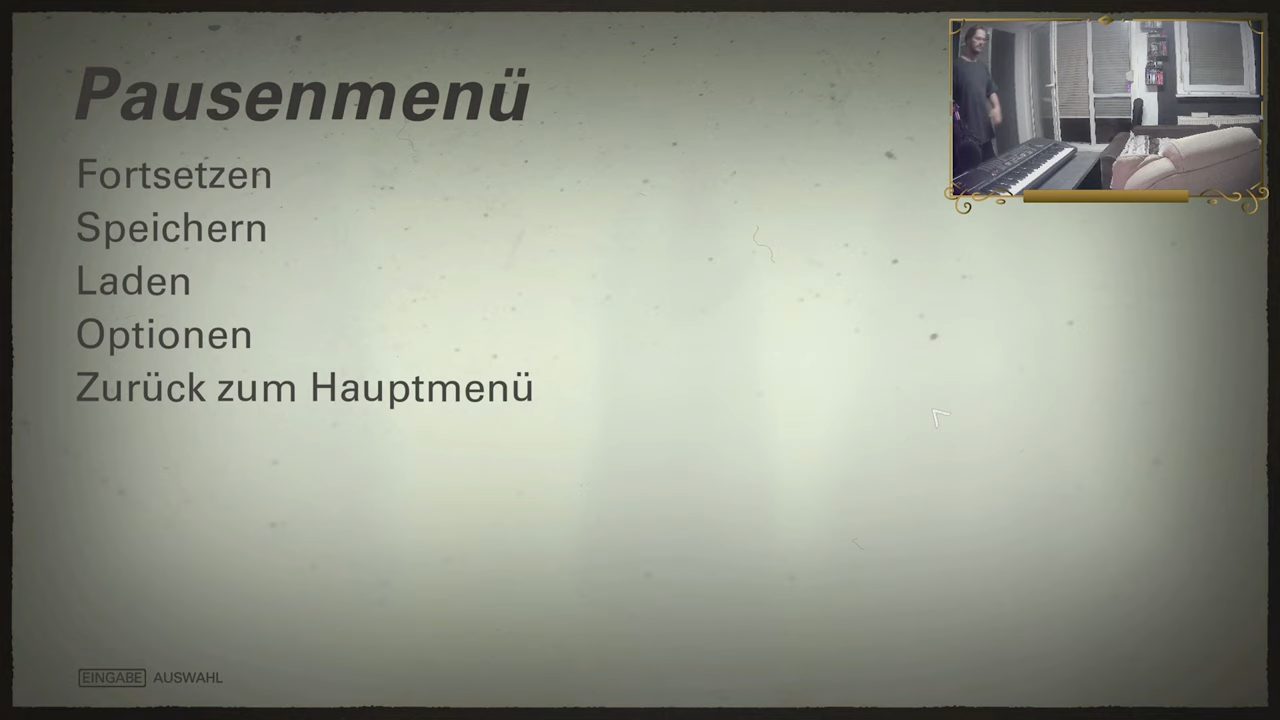 Pausenmenü
Fortsetzen
Speichern
Laden
Optionen
Zurück zum Hauptmenü
EINGABE AUSWAHL